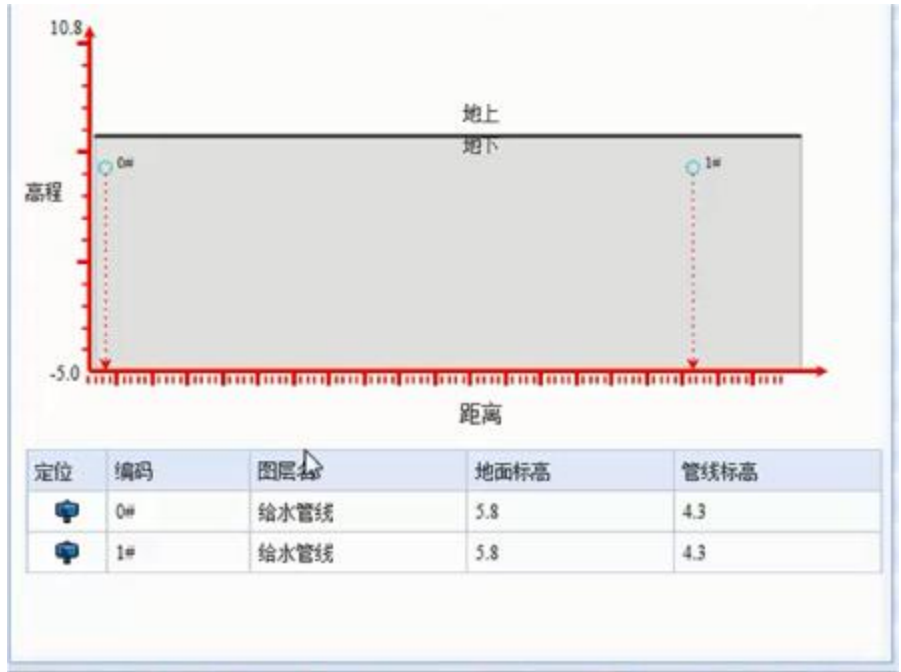 10.8
地上
地下
0#
1#
高程
-5.0
距离
定位 编码 图层名 地面标高 管线标高
0# 给水管线 5.8 4.3
1# 给水管线 5.8 4.3